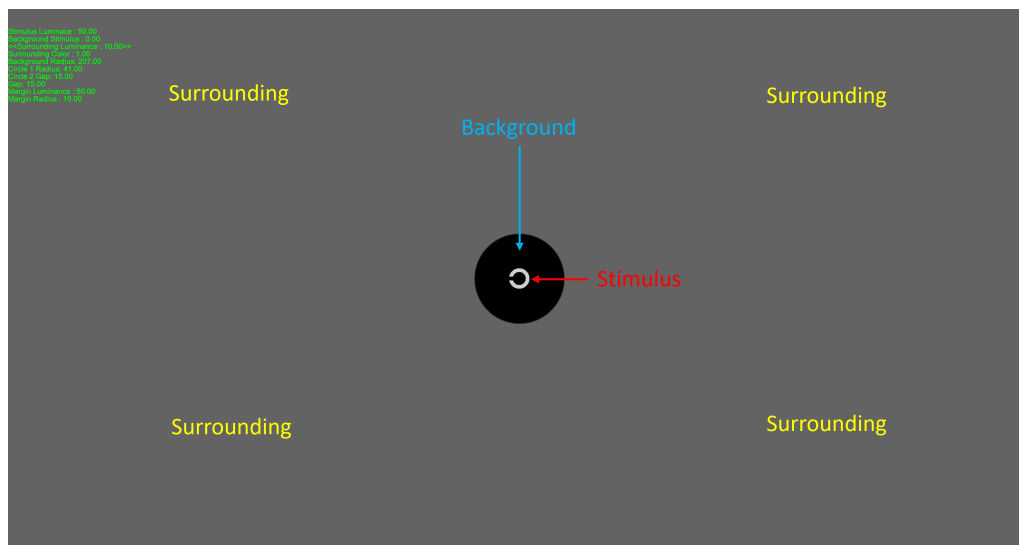 Stimulus Luminace : 50.00
Background Stimulus : 0.00
<<Surrounding Luminance : 10.00>>
Surrounding Color : 1.00
Background Radius: 207.00
Circle 1 Radius: 41.00
Circle 2 Gap: 15.00
Gap: 15.00
Margin Luminance : 50.00
Margin Radius : 10.00
Surrounding
Surrounding
Background
Stimulus
Surrounding
Surrounding